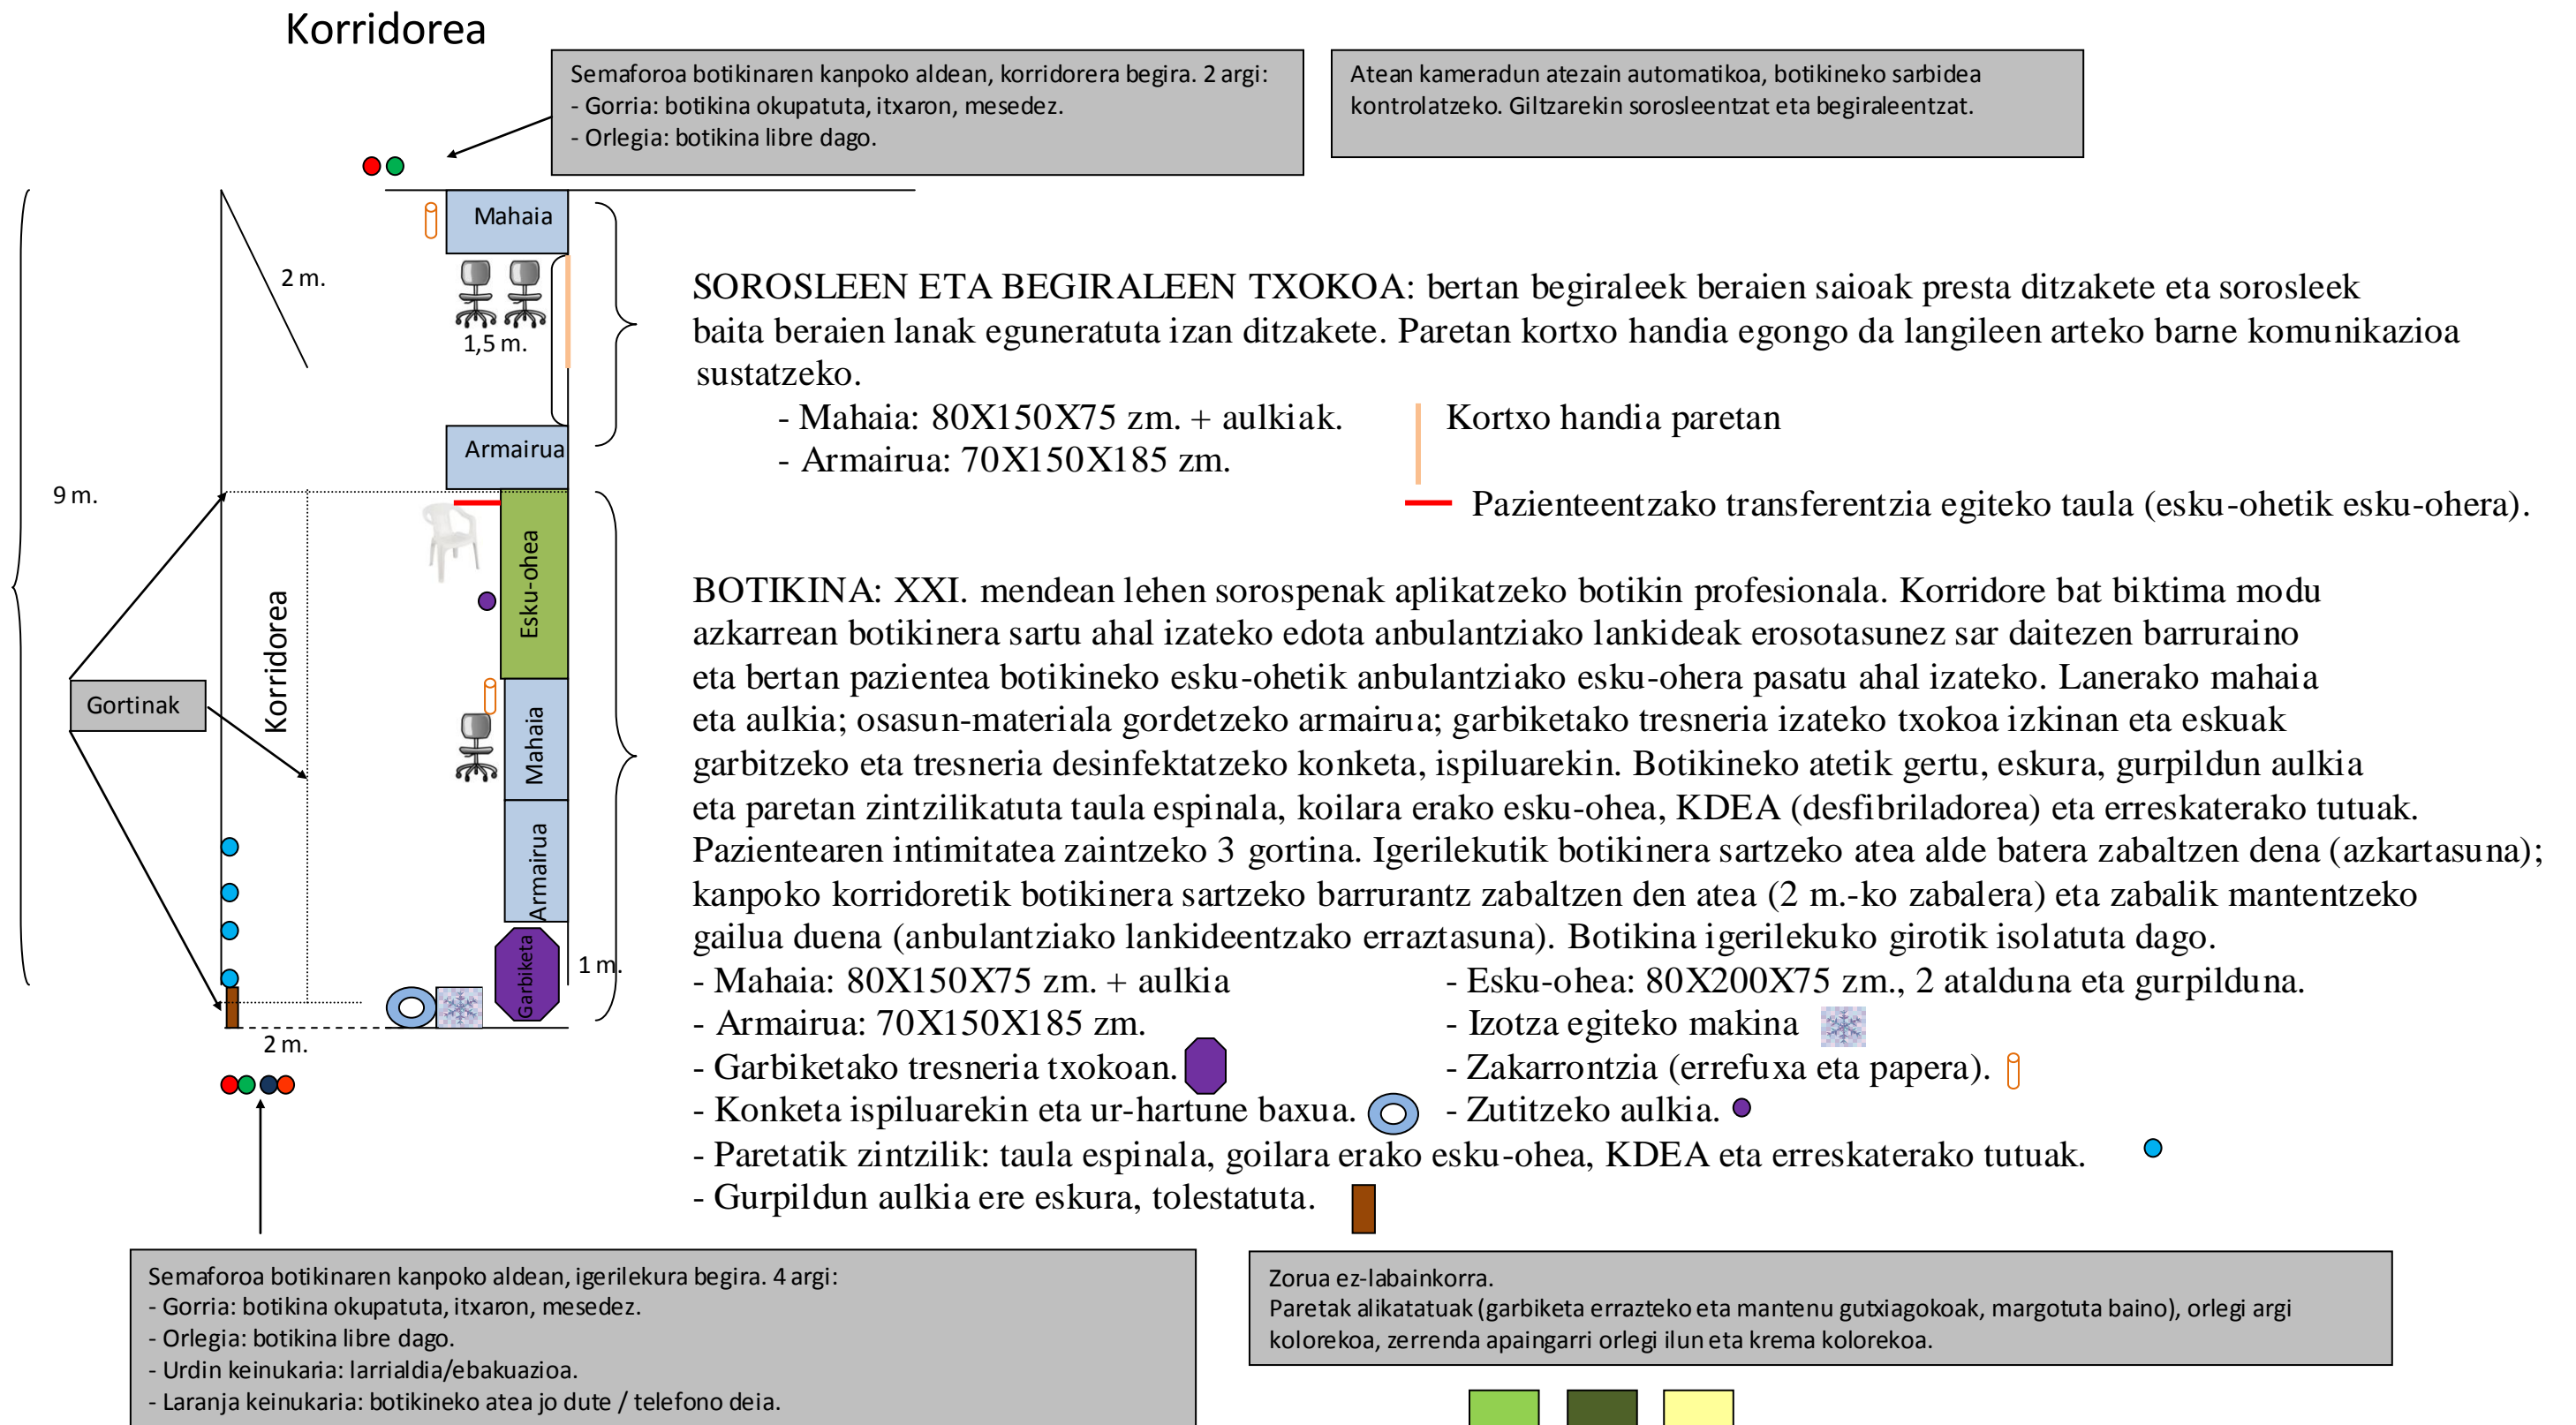 Korridorea
Semaforoa botikinaren kanpoko aldean, korridorera begira. 2 argi:
- Gorria: botikina okupatuta, itxaron, mesedez.
- Orlegia: botikina libre dago.
Atean kameradun atezain automatikoa, botikineko sarbidea
kontrolatzeko. Giltzarekin sorosleentzat eta begiraleentzat.
Mahaia
2 m.
1,5 m.
Armairua
9 m.
Esku-ohea
Korridorea
Gortinak
Mahaia
Armairua
Garbiketa
1 m.
2 m.
SOROSLEEN ETA BEGIRALEEN TXOKOA: bertan begiraleek beraien saioak presta ditzakete eta sorosleek
baita beraien lanak eguneratuta izan ditzakete. Paretan kortxo handia egongo da langileen arteko barne komunikazioa
sustatzeko.
- Mahaia: 80X150X75 zm. + aulkiak.
- Armairua: 70X150X185 zm.
Kortxo handia paretan
Pazienteentzako transferentzia egiteko taula (esku-ohetik esku-ohera).
BOTIKINA: XXI. mendean lehen sorospenak aplikatzeko botikin profesionala. Korridore bat biktima modu
azkarrean botikinera sartu ahal izateko edota anbulantziako lankideak erosotasunez sar daitezen barruraino
eta bertan pazientea botikineko esku-ohetik anbulantziako esku-ohera pasatu ahal izateko. Lanerako mahaia
eta aulkia; osasun-materiala gordetzeko armairua; garbiketako tresneria izateko txokoa izkinan eta eskuak
garbitzeko eta tresneria desinfektatzeko konketa, ispiluarekin. Botikineko atetik gertu, eskura, gurpildun aulkia
eta paretan zintzilikatuta taula espinala, koilara erako esku-ohea, KDEA (desfibriladorea) eta erreskaterako tutuak.
Pazientearen intimitatea zaintzeko 3 gortina. Igerilekutik botikinera sartzeko atea alde batera zabaltzen dena (azkartasuna);
kanpoko korridoretik botikinera sartzeko barrurantz zabaltzen den atea (2 m.-ko zabalera) eta zabalik mantentzeko
gailua duena (anbulantziako lankideentzako erraztasuna). Botikina igerilekuko girotik isolatuta dago.
- Mahaia: 80X150X75 zm. + aulkia
- Armairua: 70X150X185 zm.
- Garbiketako tresneria txokoan.
- Konketa ispiluarekin eta ur-hartune baxua.
- Esku-ohea: 80X200X75 zm., 2 atalduna eta gurpilduna.
- Izotza egiteko makina
- Zakarrontzia (errefuxa eta papera).
- Zutitzeko aulkia.
- Paretatik zintzilik: taula espinala, goilara erako esku-ohea, KDEA eta erreskaterako tutuak.
- Gurpildun aulkia ere eskura, tolestatuta.
Semaforoa botikinaren kanpoko aldean, igerilekura begira. 4 argi:
- Gorria: botikina okupatuta, itxaron, mesedez.
- Orlegia: botikina libre dago.
- Urdin keinukaria: larrialdia/ebakuazioa.
- Laranja keinukaria: botikineko atea jo dute / telefono deia.
Zorua ez-labainkorra.
Paretak alikatatuak (garbiketa errazteko eta mantenu gutxiagokoak, margotuta baino), orlegi argi
kolorekoa, zerrenda apaingarri orlegi ilun eta krema kolorekoa.